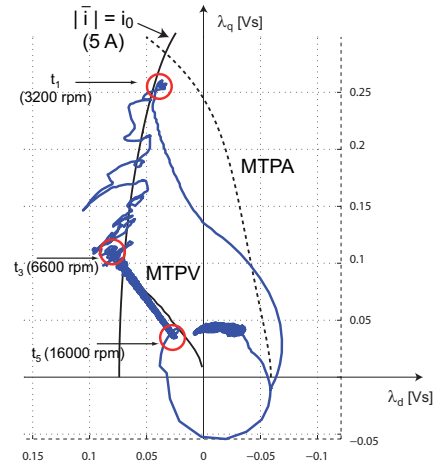 | i̅ | = i₀
(5 A)
λq [Vs]
t₁
(3200 rpm)
0.25
0.2
MTPA
0.15
0.1
t₃ (6600 rpm)
MTPV
0.05
t₅ (16000 rpm)
λd [Vs]
−0.05
0.15 0.1 0.05 0 −0.05 −0.1